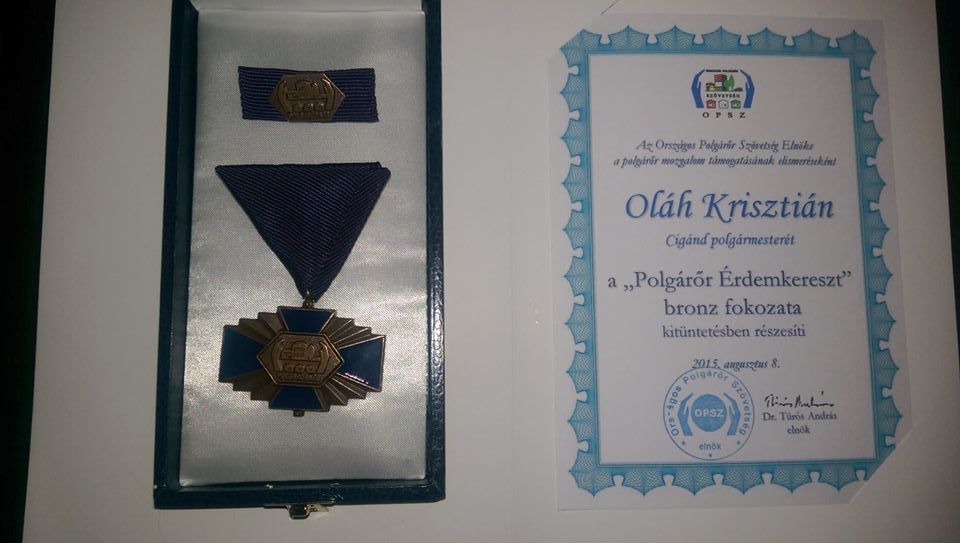 SZÖVETSÉG
OPSZ
Az Országos Polgárőr Szövetség Elnöke
a polgárőr mozgalom támogatásának elismeréseként
Oláh Krisztián
Cigánd polgármesterét
a „Polgárőr Érdemkereszt”
bronz fokozata
kitüntetésben részesíti
2015. augusztus 8.
Országos Polgárőr Szövetség
OPSZ
elnök
Dr. Túrós András
elnök